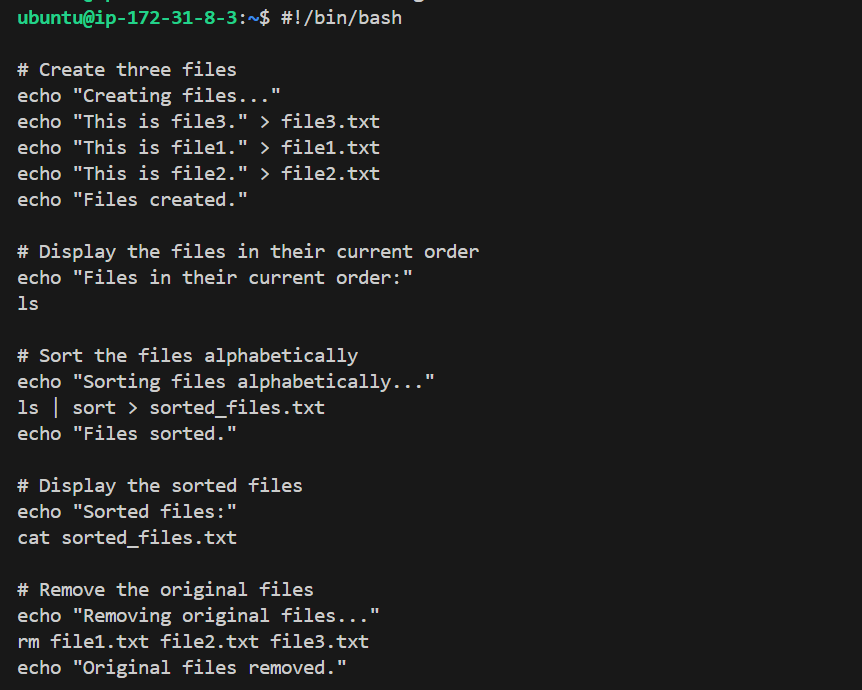 ubuntu@ip-172-31-8-3:~$ #!/bin/bash
# Create three files
echo "Creating files..."
echo "This is file3." > file3.txt
echo "This is file1." > file1.txt
echo "This is file2." > file2.txt
echo "Files created."
# Display the files in their current order
echo "Files in their current order:"
ls
# Sort the files alphabetically
echo "Sorting files alphabetically..."
ls | sort > sorted_files.txt
echo "Files sorted."
# Display the sorted files
echo "Sorted files:"
cat sorted_files.txt
# Remove the original files
echo "Removing original files..."
rm file1.txt file2.txt file3.txt
echo "Original files removed."